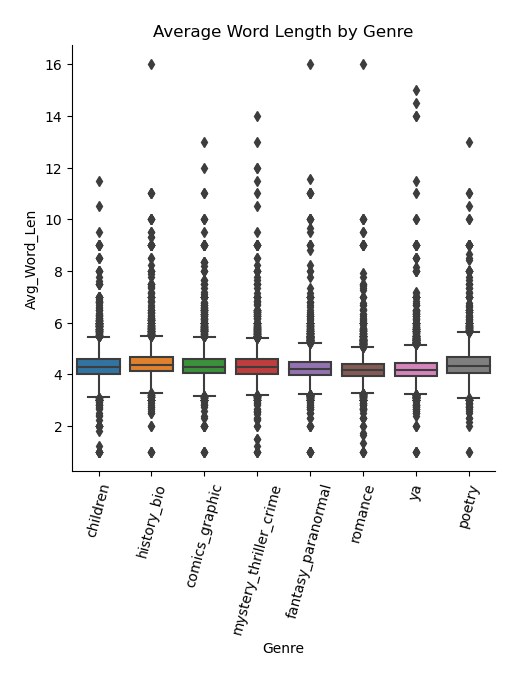 Average Word Length by Genre
16
14
12
10
8
6
4
2
Avg_Word_Len
children
history_bio
comics_graphic
mystery_thriller_crime
fantasy_paranormal
romance
ya
poetry
Genre